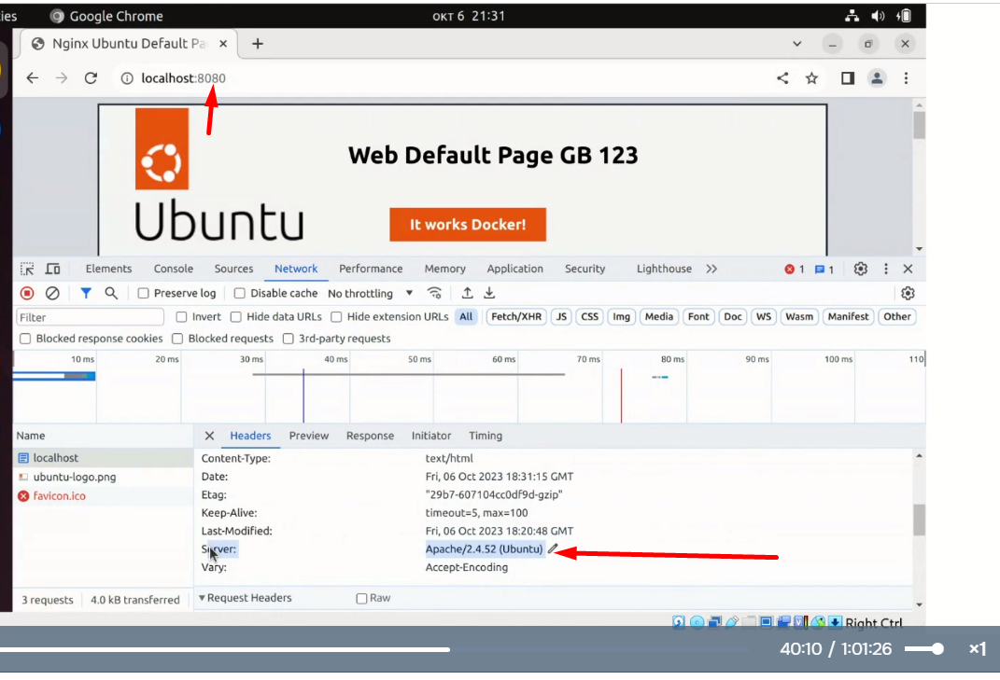 ies Google Chrome окт 6 21:31
Nginx Ubuntu Default Pa
localhost:8080
Web Default Page GB 123
Ubuntu
It works Docker!
Elements Console Sources Network Performance Memory Application Security Lighthouse 1 1
Preserve log Disable cache No throttling
Filter Invert Hide data URLs Hide extension URLs All Fetch/XHR JS CSS Img Media Font Doc WS Wasm Manifest Other
Blocked response cookies Blocked requests 3rd-party requests
10 ms 20 ms 30 ms 40 ms 50 ms 60 ms 70 ms 80 ms 90 ms 100 ms 110
Name Headers Preview Response Initiator Timing
localhost Content-Type: text/html
ubuntu-logo.png Date: Fri, 06 Oct 2023 18:31:15 GMT
favicon.ico Etag: "29b7-607104cc0df9d-gzip"
Keep-Alive: timeout=5, max=100
Last-Modified: Fri, 06 Oct 2023 18:20:48 GMT
Server: Apache/2.4.52 (Ubuntu)
Vary: Accept-Encoding
3 requests 4.0 kB transferred Request Headers Raw
Right Ctrl
40:10 / 1:01:26 ×1